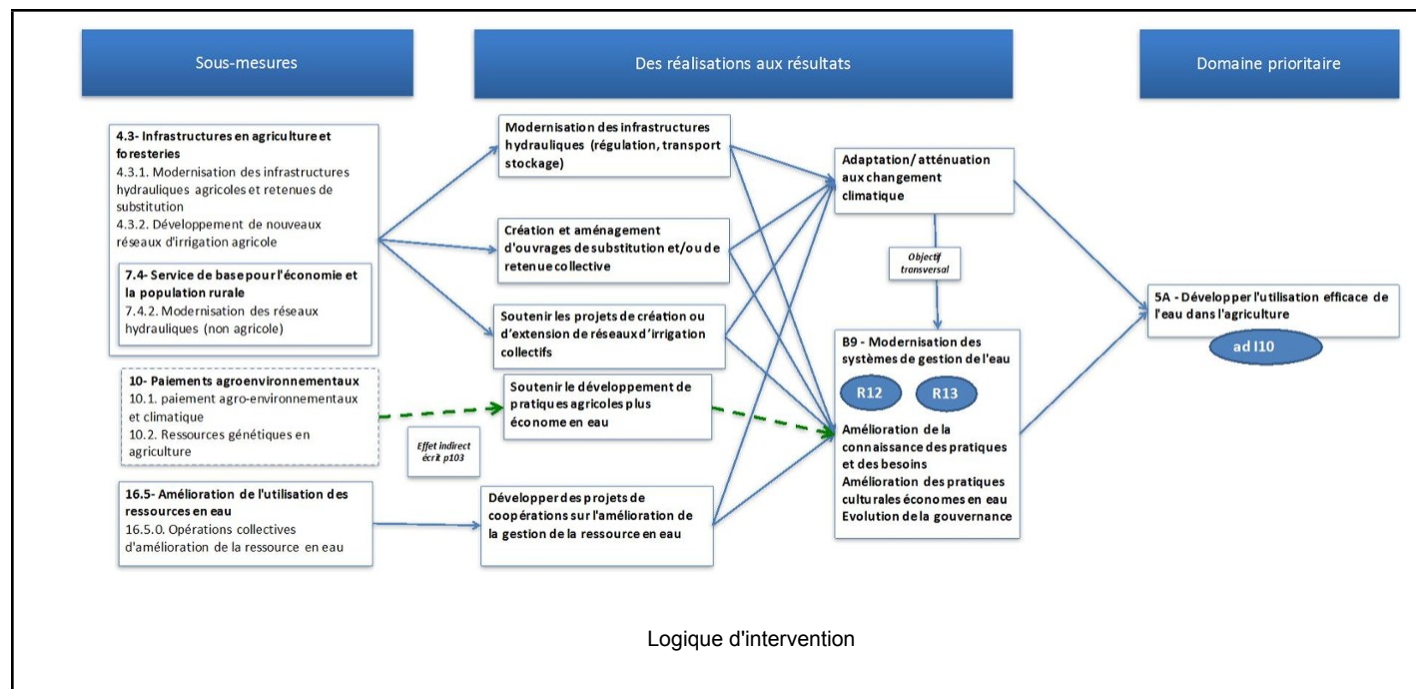 Sous-mesures
Des réalisations aux résultats
Domaine prioritaire
4.3- Infrastructures en agriculture et
foresteries
4.3.1. Modernisation des infrastructures
hydrauliques agricoles et retenues de
substitution
4.3.2. Développement de nouveaux
réseaux d'irrigation agricole
7.4- Service de base pour l'économie et
la population rurale
7.4.2. Modernisation des réseaux
hydrauliques (non agricole)
10- Paiements agroenvironnementaux
10.1. paiement agro-environnementaux
et climatique
10.2. Ressources génétiques en
agriculture
16.5- Amélioration de l'utilisation des
ressources en eau
16.5.0. Opérations collectives
d'amélioration de la ressource en eau
Effet indirect
écrit p103
Modernisation des infrastructures
hydrauliques (régulation, transport
stockage)
Création et aménagement
d'ouvrages de substitution et/ou de
retenue collective
Soutenir les projets de création ou
d'extension de réseaux d'irrigation
collectifs
Soutenir le développement de
pratiques agricoles plus
économe en eau
Développer des projets de
coopérations sur l'amélioration de
la gestion de la ressource en eau
Adaptation/ atténuation
aux changement
climatique
Objectif
transversal
B9 - Modernisation des
systèmes de gestion de l'eau
R12
R13
Amélioration de la
connaissance des pratiques
et des besoins
Amélioration des pratiques
culturales économes en eau
Evolution de la gouvernance
5A - Développer l'utilisation efficace de
l'eau dans l'agriculture
ad I10
Logique d'intervention